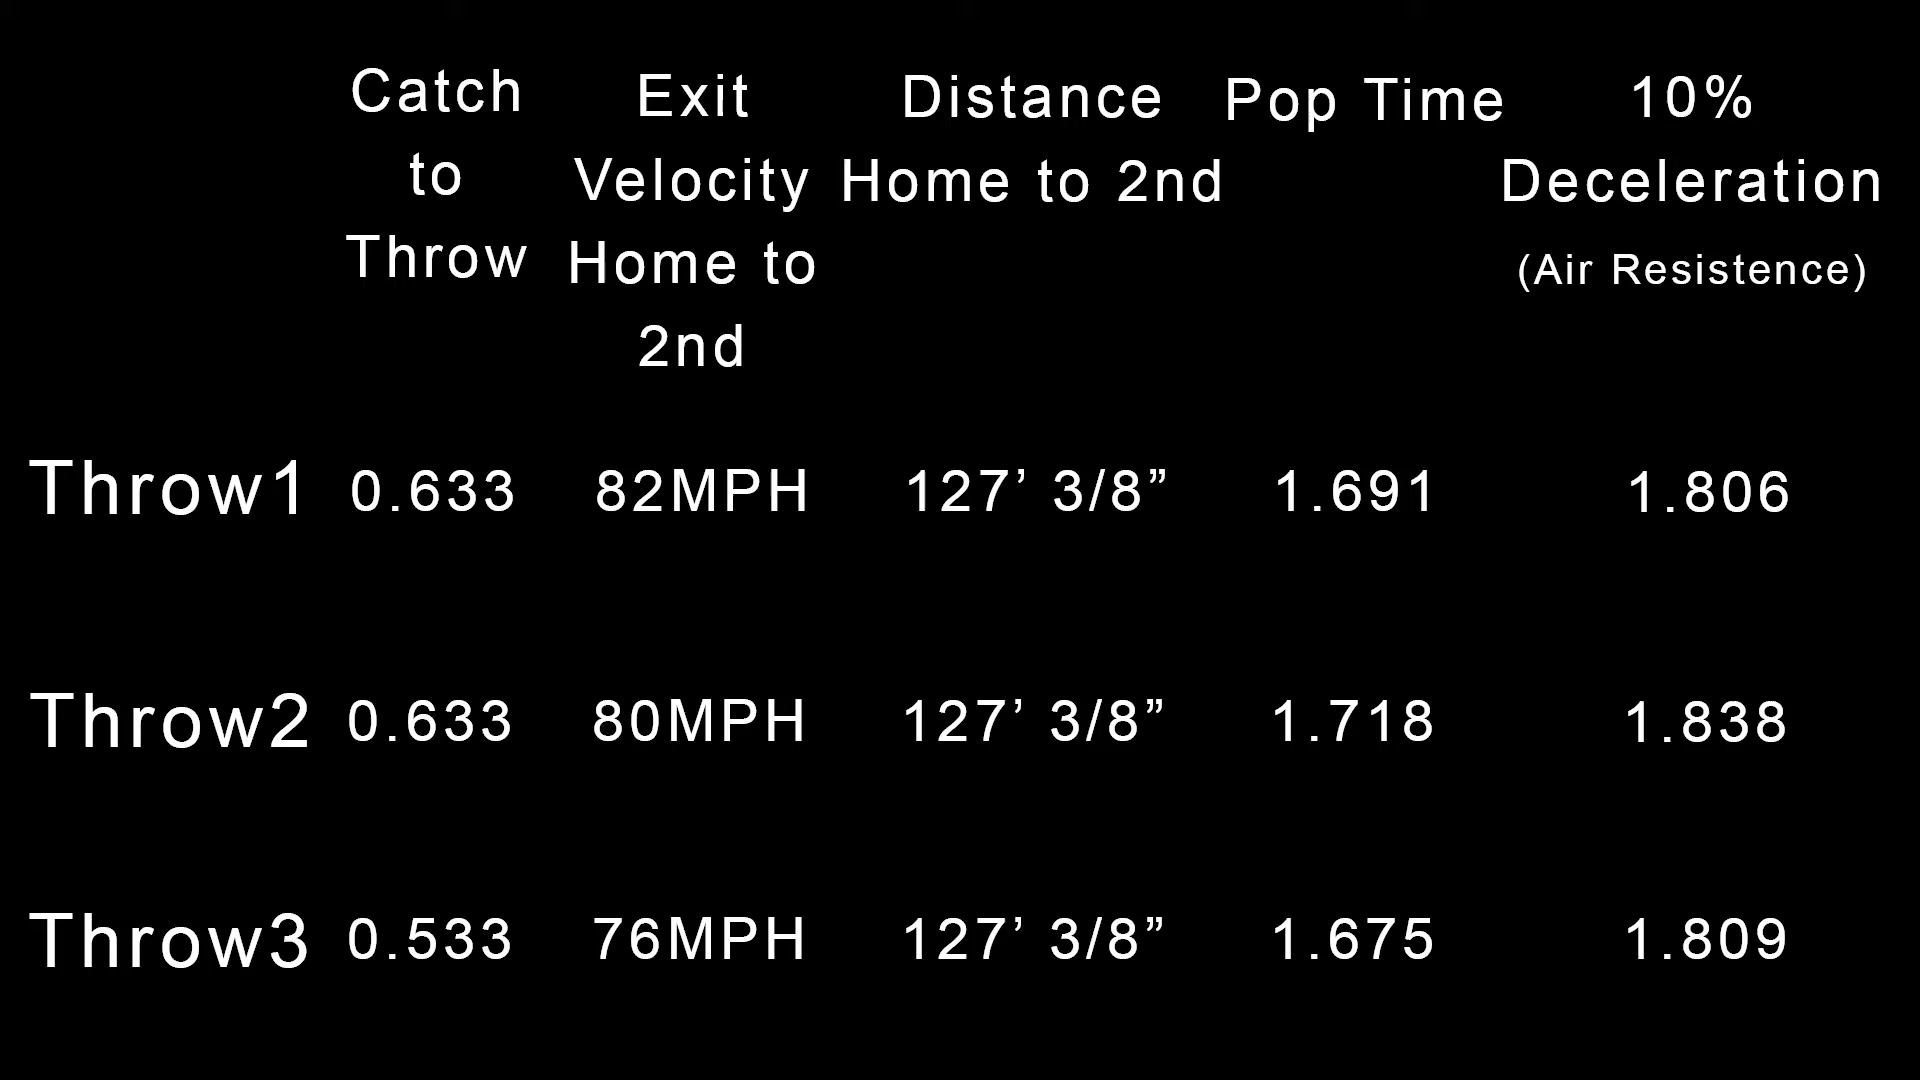 Catch to Throw
Exit Velocity Home to 2nd
Distance Home to 2nd
Pop Time
10% Deceleration (Air Resistence)
Throw1 0.633 82MPH 127’ 3/8” 1.691 1.806
Throw2 0.633 80MPH 127’ 3/8” 1.718 1.838
Throw3 0.533 76MPH 127’ 3/8” 1.675 1.809